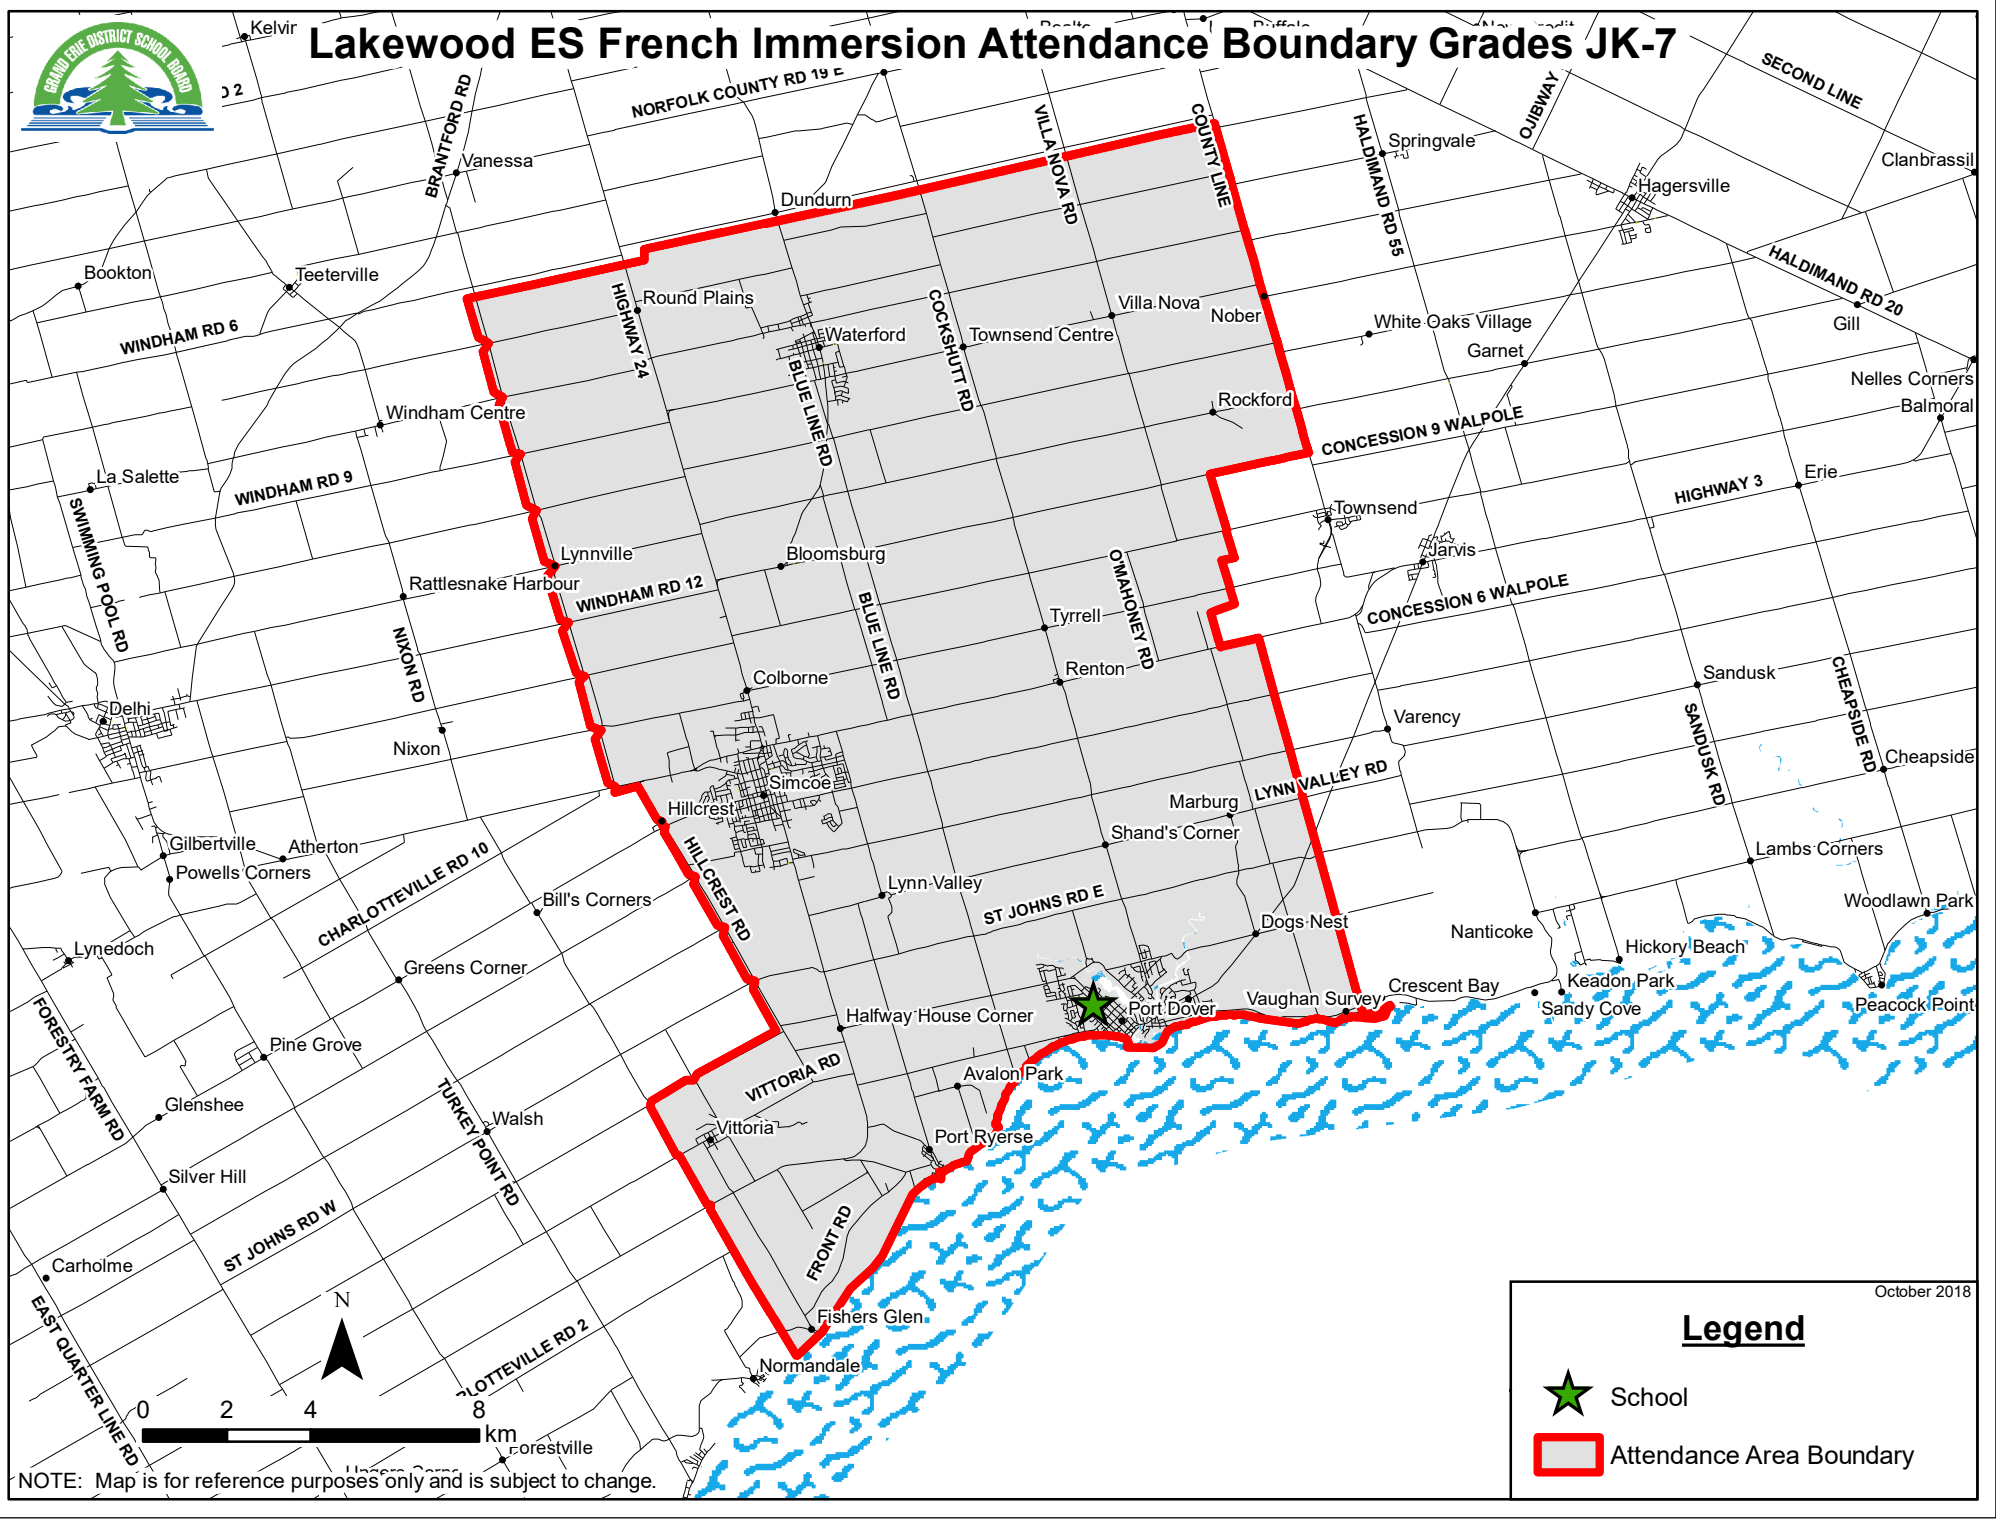 Lakewood ES French Immersion Attendance Boundary Grades JK-7
GRAND ERIE DISTRICT SCHOOL BOARD
Kelvir
NORFOLK COUNTY RD 19 E
SECOND LINE
OJIBWAY
BRANTFORD RD
VILLA NOVA RD
COUNTY LINE
HALDIMAND RD 55
Springvale
Vanessa
Clanbrassil
Hagersville
Dundurn
HALDIMAND RD 20
Bookton
Teeterville
HIGHWAY 24
Round Plains
COCKSHUTT RD
Villa Nova
Nober
White Oaks Village
Gill
WINDHAM RD 6
Waterford
Townsend Centre
Garnet
BLUE LINE RD
Nelles Corners
Balmoral
Windham Centre
Rockford
CONCESSION 9 WALPOLE
La Salette
WINDHAM RD 9
HIGHWAY 3
Erie
SWIMMING POOL RD
Townsend
Jarvis
Lynnville
Bloomsburg
O'MAHONEY RD
Rattlesnake Harbour
WINDHAM RD 12
CONCESSION 6 WALPOLE
BLUE LINE RD
Tyrrell
NIXON RD
Renton
Colborne
Sandusk
CHEAPSIDE RD
Delhi
Varency
SANDUSK RD
Nixon
Cheapside
Simcoe
LYNN VALLEY RD
Hillcrest
Marburg
Shand's Corner
HILLCREST RD
Gilbertville
Atherton
Powells Corners
CHARLOTTEVILLE RD 10
Lambs Corners
Lynn Valley
Bill's Corners
ST JOHNS RD E
Woodlawn Park
Dogs Nest
Nanticoke
Lynedoch
Hickory Beach
Greens Corner
Crescent Bay
Keadon Park
FORESTRY FARM RD
Vaughan Survey
Port Dover
Sandy Cove
Peacock Point
Halfway House Corner
Pine Grove
VITTORIA RD
Avalon Park
TURKEY POINT RD
Glenshee
Walsh
Vittoria
Port Ryerse
Silver Hill
ST JOHNS RD W
FRONT RD
Carholme
EAST QUARTER LINE RD
N
Fishers Glen
LOTTEVILLE RD 2
Normandale
0 2 4 8
km
Forestville
NOTE: Map is for reference purposes only and is subject to change.
October 2018
Legend
School
Attendance Area Boundary